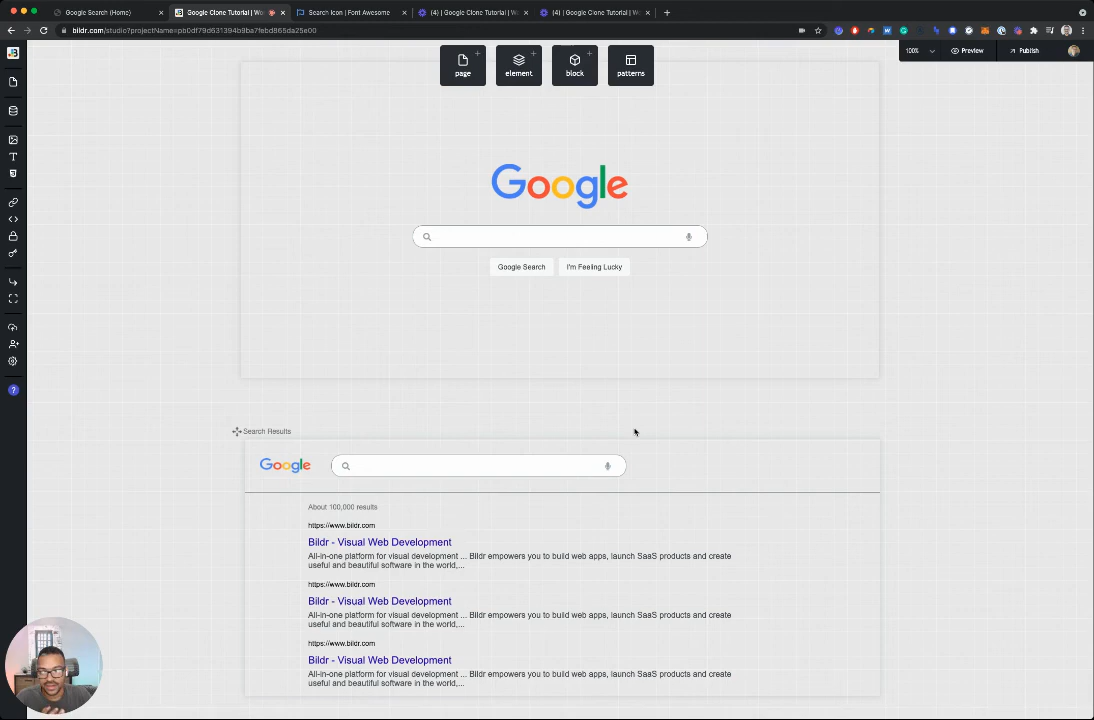 Google Search (Home)
Google Clone Tutorial | Wo
Search Icon | Font Awesome
(4) | Google Clone Tutorial | W
(4) | Google Clone Tutorial | W
bildr.com/studio?projectName=pb0df79d631394b9ba7febd865da25e00
100%
Preview
Publish
page
element
block
patterns
Google
Google Search
I'm Feeling Lucky
Search Results
Google
About 100,000 results
https://www.bildr.com
Bildr - Visual Web Development
All-in-one platform for visual development ... Bildr empowers you to build web apps, launch SaaS products and create
useful and beautiful software in the world,...
https://www.bildr.com
Bildr - Visual Web Development
All-in-one platform for visual development ... Bildr empowers you to build web apps, launch SaaS products and create
useful and beautiful software in the world,...
https://www.bildr.com
Bildr - Visual Web Development
All-in-one platform for visual development ... Bildr empowers you to build web apps, launch SaaS products and create
useful and beautiful software in the world,...